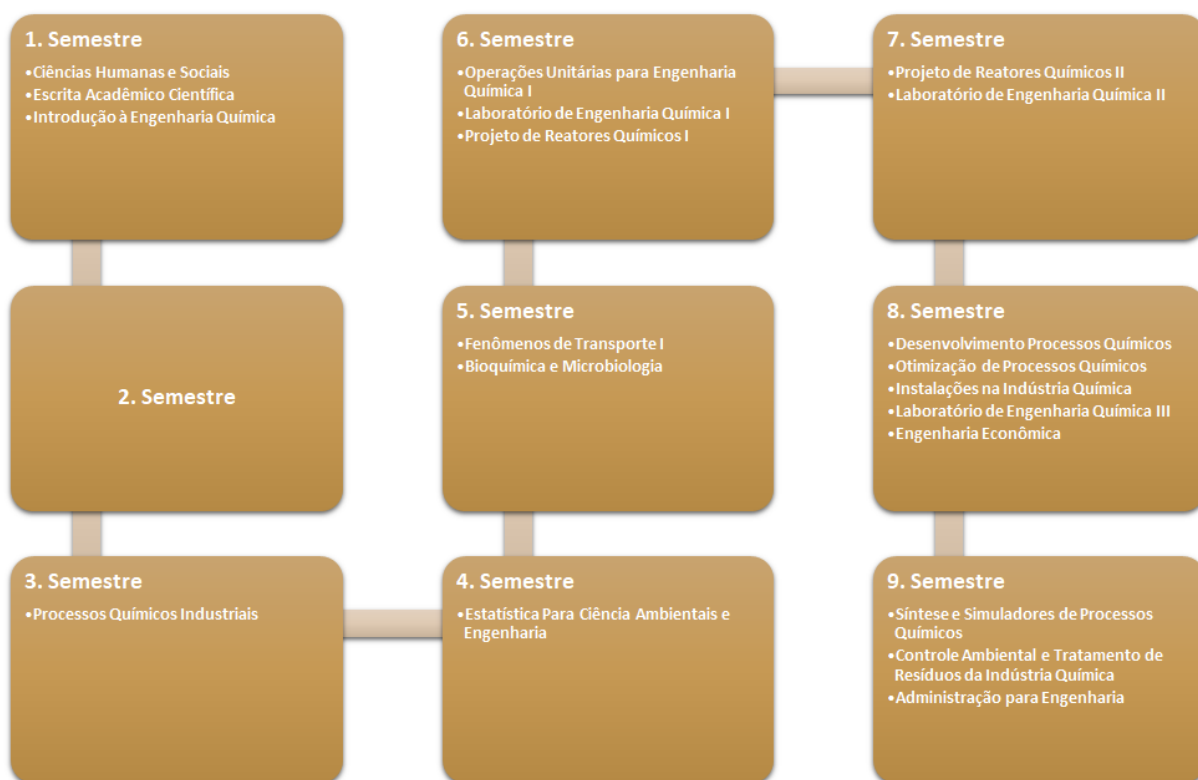 1. Semestre
•Ciências Humanas e Sociais
•Escrita Acadêmico Científica
•Introdução à Engenharia Química
2. Semestre
3. Semestre
•Processos Químicos Industriais
4. Semestre
•Estatística Para Ciência Ambientais e
Engenharia
5. Semestre
•Fenômenos de Transporte I
•Bioquímica e Microbiologia
6. Semestre
•Operações Unitárias para Engenharia
Química I
•Laboratório de Engenharia Química I
•Projeto de Reatores Químicos I
7. Semestre
•Projeto de Reatores Químicos II
•Laboratório de Engenharia Química II
8. Semestre
•Desenvolvimento Processos Químicos
•Otimização de Processos Químicos
•Instalações na Indústria Química
•Laboratório de Engenharia Química III
•Engenharia Econômica
9. Semestre
•Síntese e Simuladores de Processos
Químicos
•Controle Ambiental e Tratamento de
Resíduos da Indústria Química
•Administração para Engenharia